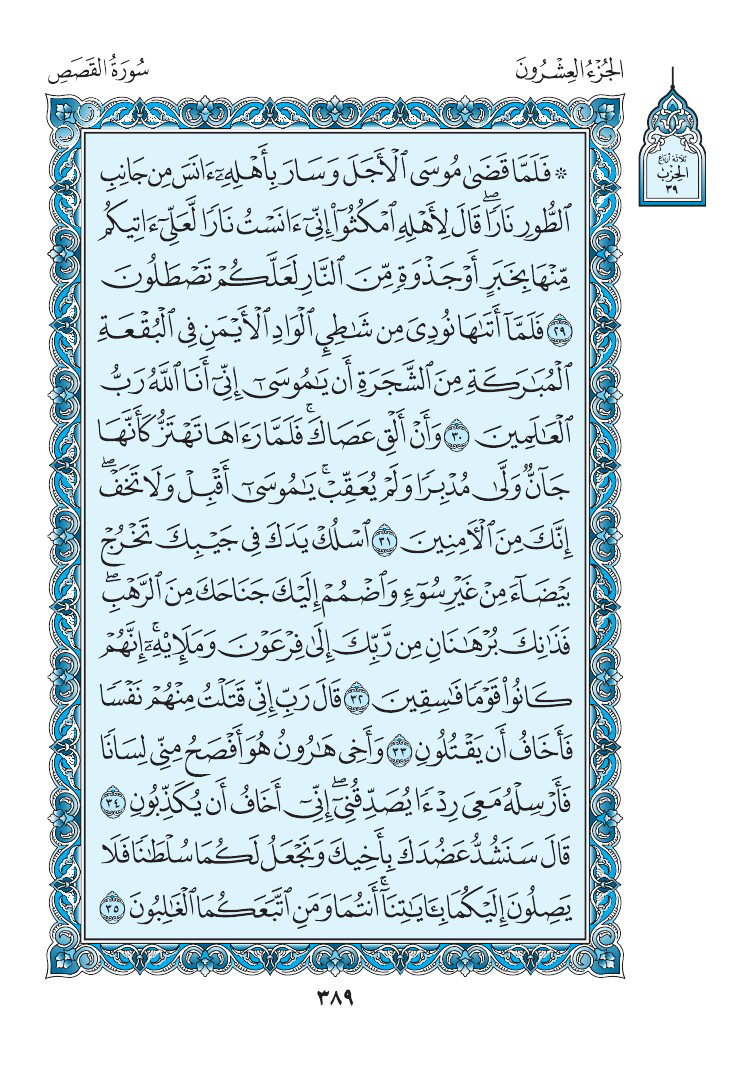 سُورَةُ القَصَصِ
الجُزْءُ العِشْرُونَ
ثلاثة أرباع
الحِزْب
٣٩
۞ فَلَمَّا قَضَىٰ مُوسَى ٱلْأَجَلَ وَسَارَ بِأَهْلِهِۦٓ ءَانَسَ مِن جَانِبِ
ٱلطُّورِ نَارًاۖ قَالَ لِأَهْلِهِ ٱمْكُثُوٓا۟ إِنِّىٓ ءَانَسْتُ نَارًا لَّعَلِّىٓ ءَاتِيكُم
مِّنْهَا بِخَبَرٍ أَوْ جَذْوَةٍ مِّنَ ٱلنَّارِ لَعَلَّكُمْ تَصْطَلُونَ
٢٩ فَلَمَّآ أَتَىٰهَا نُودِىَ مِن شَٰطِئِ ٱلْوَادِ ٱلْأَيْمَنِ فِى ٱلْبُقْعَةِ
ٱلْمُبَٰرَكَةِ مِنَ ٱلشَّجَرَةِ أَن يَٰمُوسَىٰٓ إِنِّىٓ أَنَا ٱللَّهُ رَبُّ
ٱلْعَٰلَمِينَ ٣٠ وَأَنْ أَلْقِ عَصَاكَۚ فَلَمَّا رَءَاهَا تَهْتَزُّ كَأَنَّهَا
جَآنٌّ وَلَّىٰ مُدْبِرًا وَلَمْ يُعَقِّبْۚ يَٰمُوسَىٰٓ أَقْبِلْ وَلَا تَخَفْۖ
إِنَّكَ مِنَ ٱلْءَامِنِينَ ٣١ ٱسْلُكْ يَدَكَ فِى جَيْبِكَ تَخْرُجْ
بَيْضَآءَ مِنْ غَيْرِ سُوٓءٍ وَٱضْمُمْ إِلَيْكَ جَنَاحَكَ مِنَ ٱلرَّهْبِۖ
فَذَٰنِكَ بُرْهَٰنَانِ مِن رَّبِّكَ إِلَىٰ فِرْعَوْنَ وَمَلَإِي۟هِۦٓۚ إِنَّهُمْ
كَانُوا۟ قَوْمًا فَٰسِقِينَ ٣٢ قَالَ رَبِّ إِنِّى قَتَلْتُ مِنْهُمْ نَفْسًا
فَأَخَافُ أَن يَقْتُلُونِ ٣٣ وَأَخِى هَٰرُونُ هُوَ أَفْصَحُ مِنِّى لِسَانًا
فَأَرْسِلْهُ مَعِىَ رِدْءًا يُصَدِّقُنِىٓۖ إِنِّىٓ أَخَافُ أَن يُكَذِّبُونِ ٣٤
قَالَ سَنَشُدُّ عَضُدَكَ بِأَخِيكَ وَنَجْعَلُ لَكُمَا سُلْطَٰنًا فَلَا
يَصِلُونَ إِلَيْكُمَا بِـَٔايَٰتِنَآۚ أَنتُمَا وَمَنِ ٱتَّبَعَكُمَا ٱلْغَٰلِبُونَ ٣٥
٣٨٩